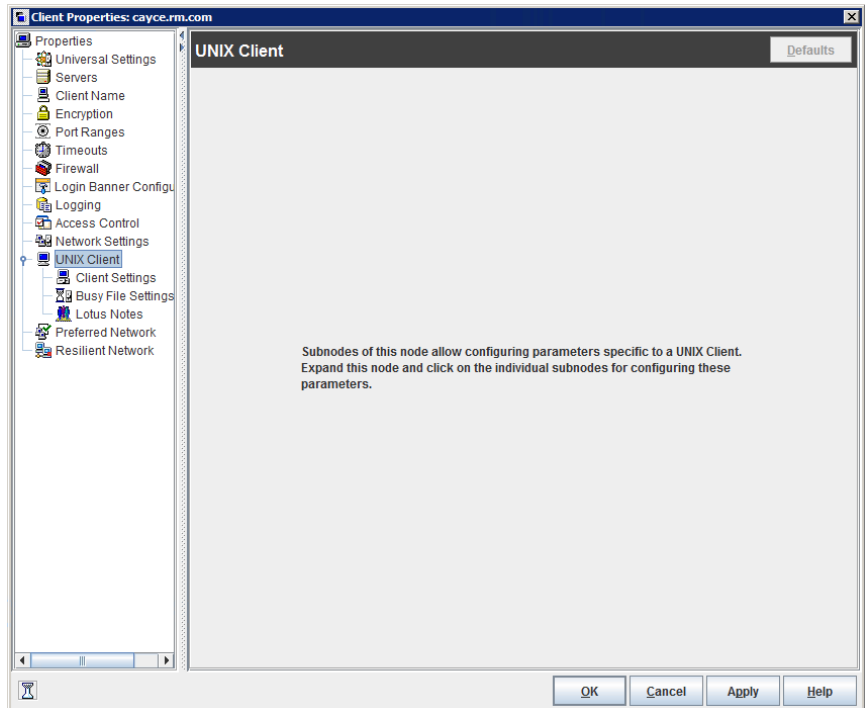 Client Properties: cayce.rm.com
Properties
Universal Settings
Servers
Client Name
Encryption
Port Ranges
Timeouts
Firewall
Login Banner Configu
Logging
Access Control
Network Settings
UNIX Client
Client Settings
Busy File Settings
Lotus Notes
Preferred Network
Resilient Network
UNIX Client
Defaults
Subnodes of this node allow configuring parameters specific to a UNIX Client.
Expand this node and click on the individual subnodes for configuring these
parameters.
OK
Cancel
Apply
Help